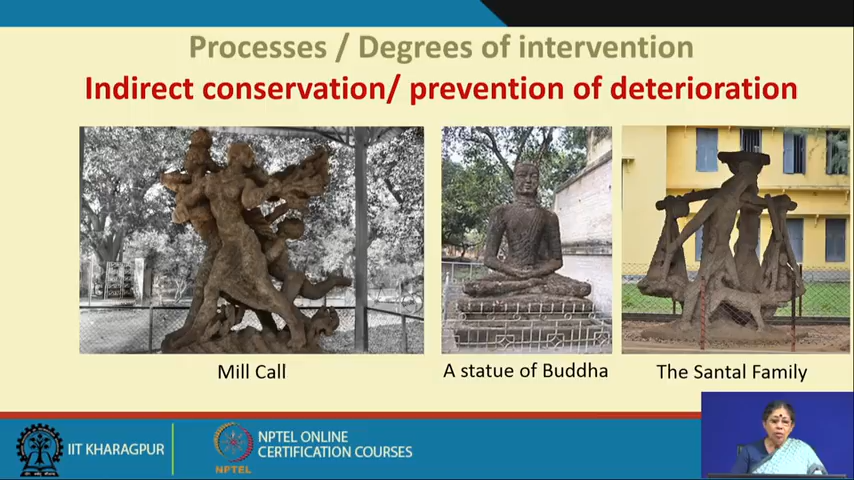 Processes / Degrees of intervention
Indirect conservation/ prevention of deterioration
Mill Call
A statue of Buddha
The Santal Family
IIT KHARAGPUR
NPTEL
NPTEL ONLINE
CERTIFICATION COURSES